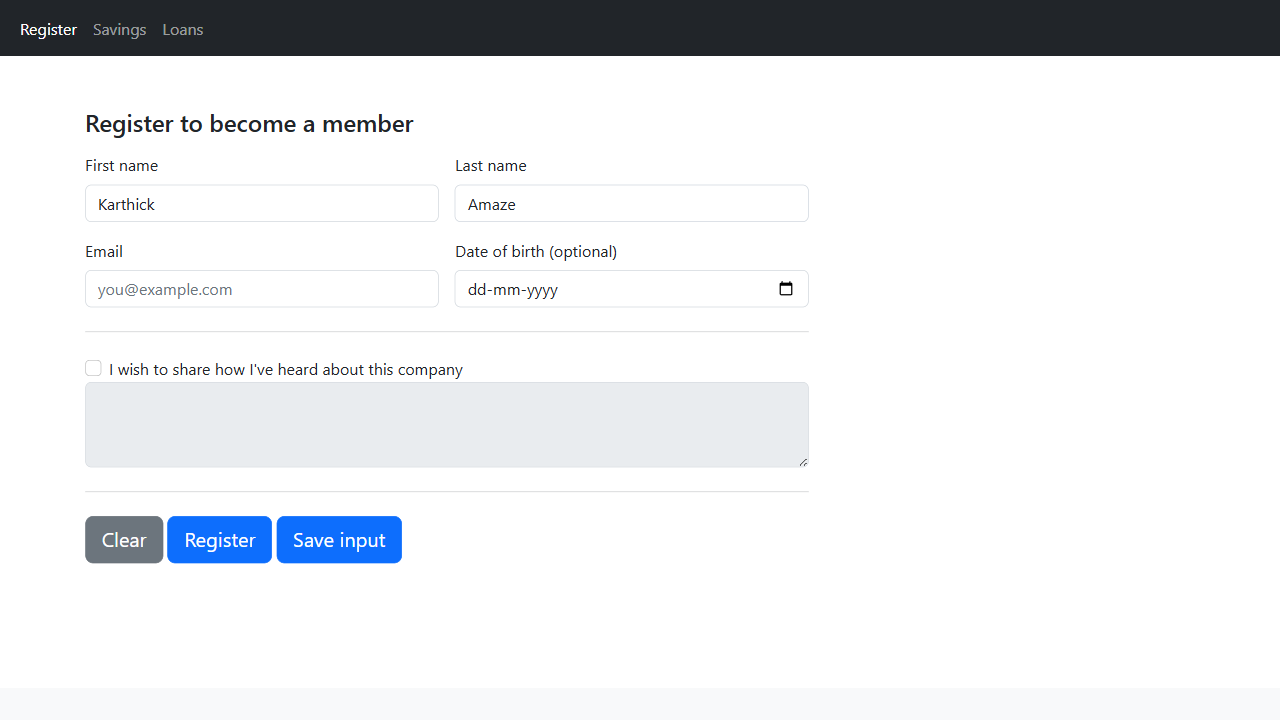 Register Savings Loans
Register to become a member
First name Last name
Karthick Amaze
Email Date of birth (optional)
you@example.com dd-mm-yyyy
I wish to share how I've heard about this company
Clear Register Save input